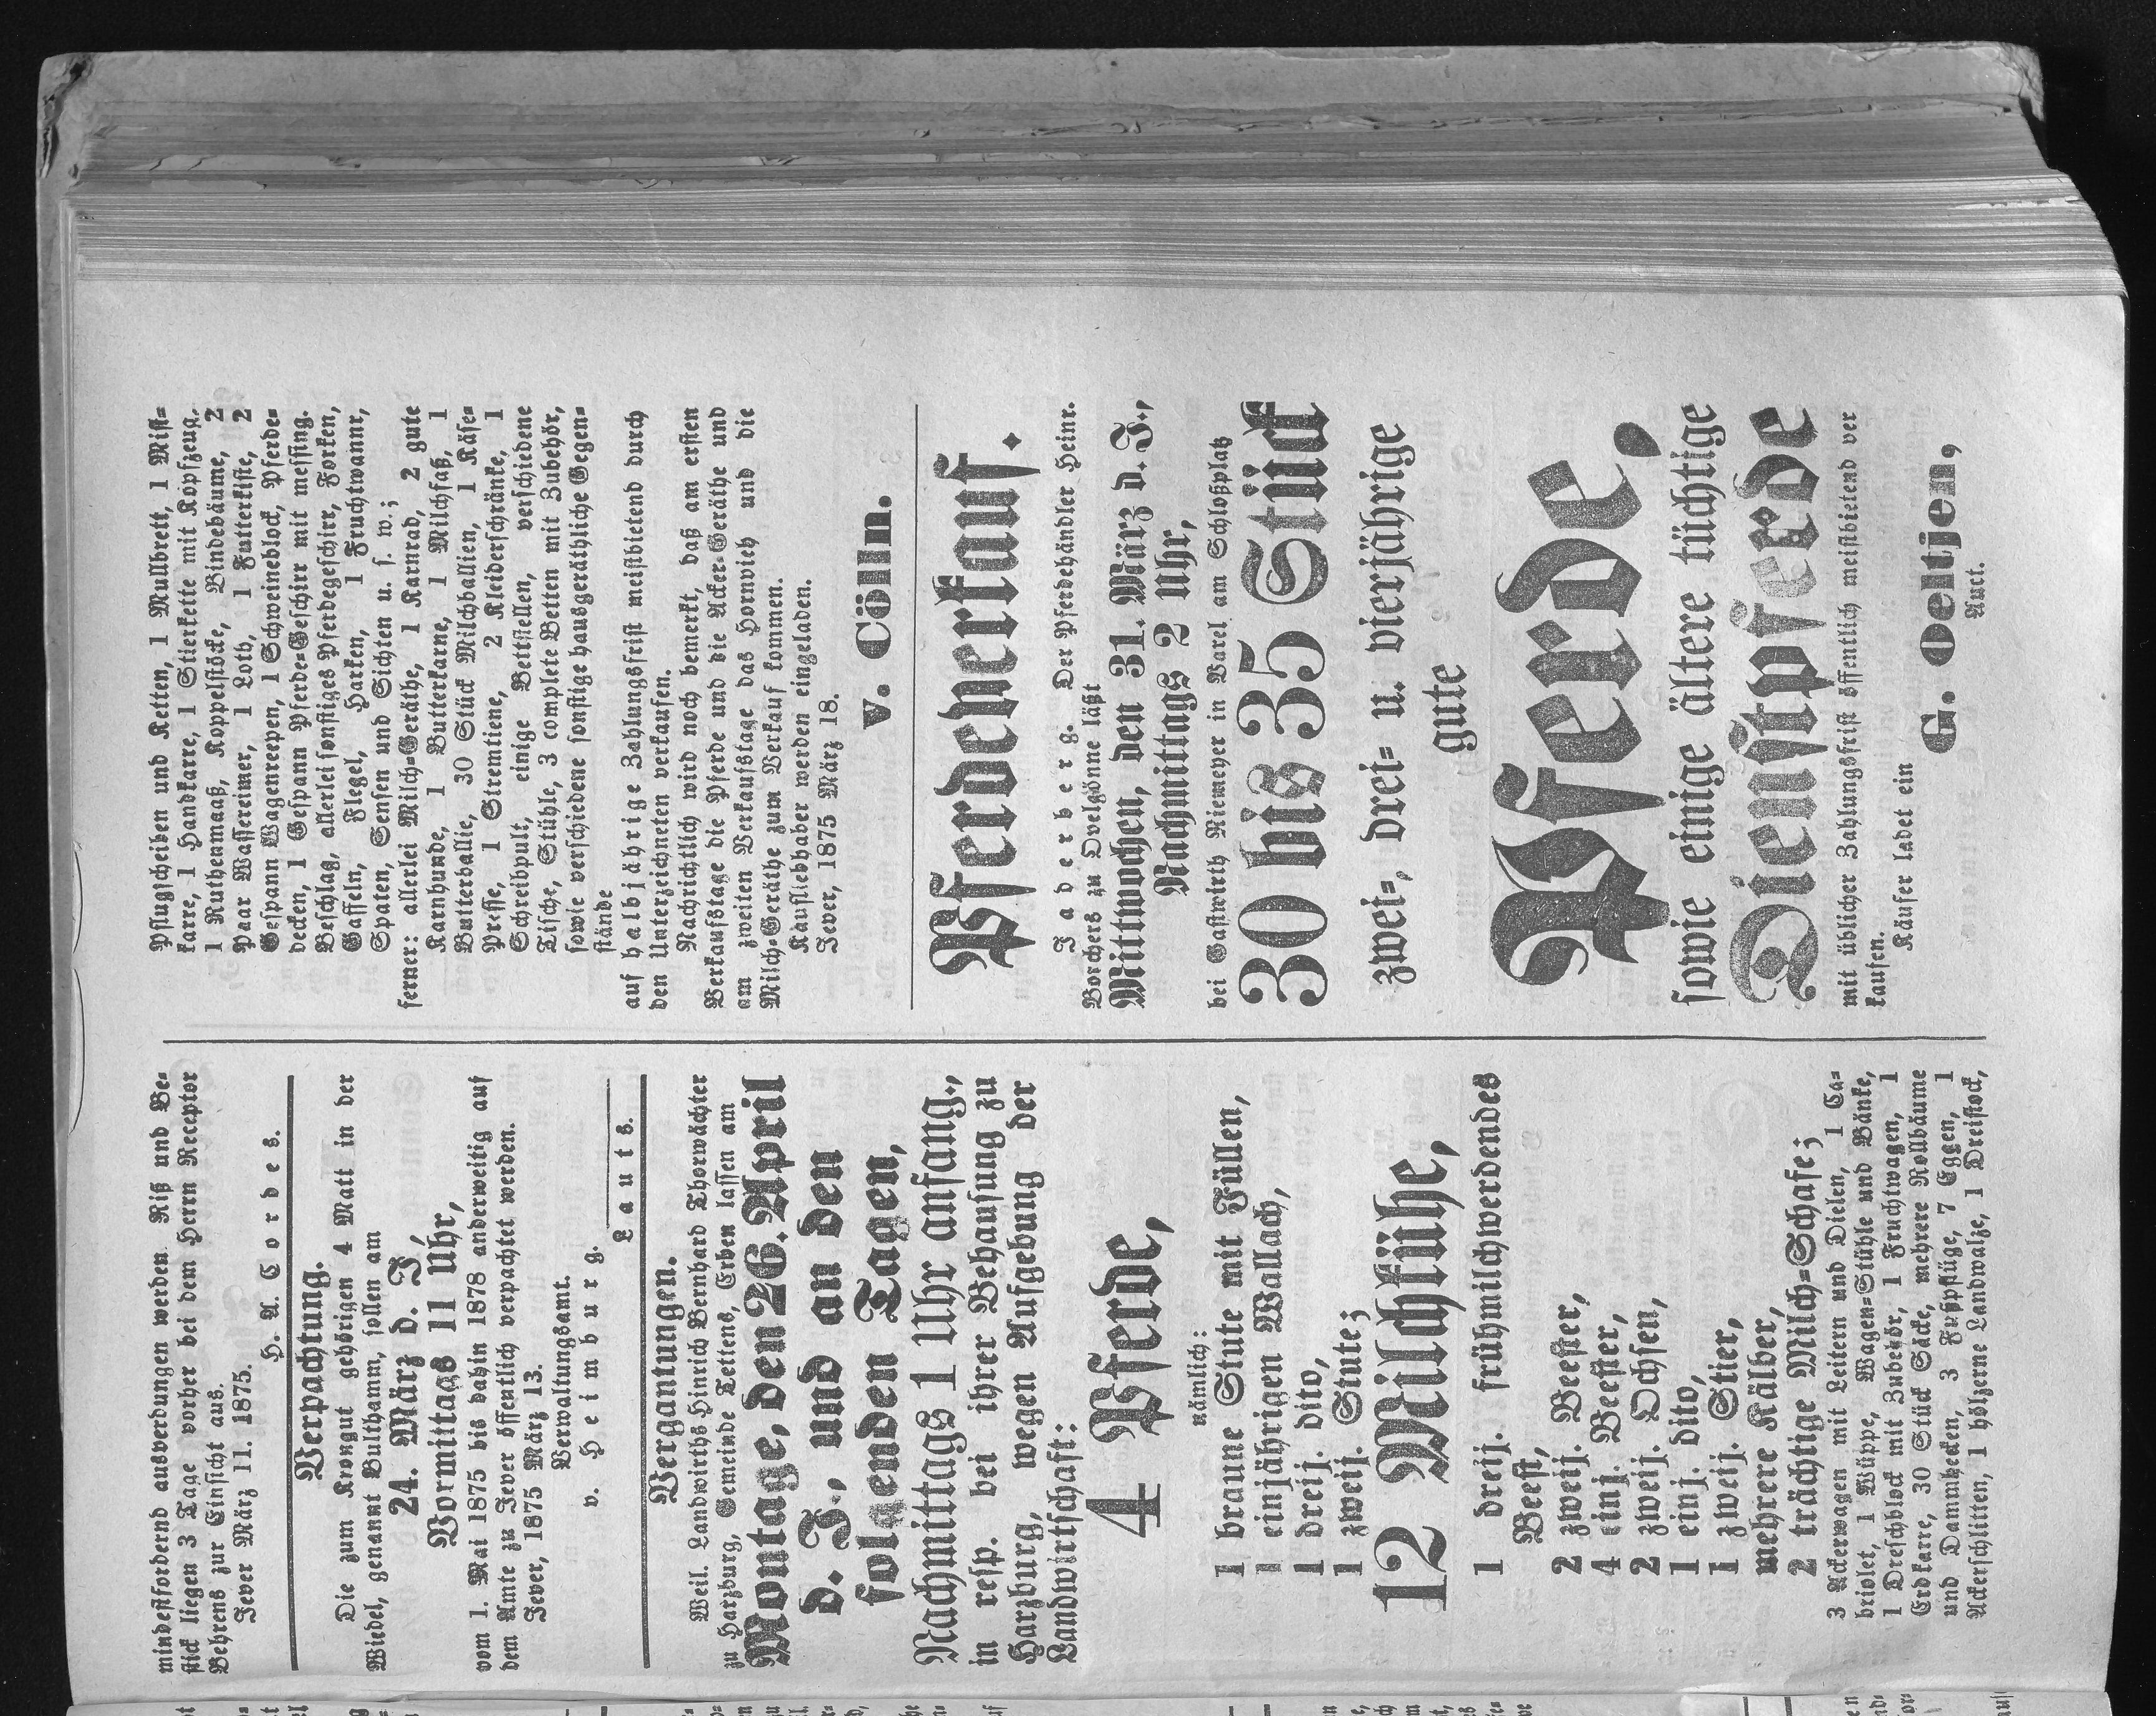 mindestfordernd ausverdungen werden. Riß und Be-
stick liegen 3 Tage vorher bei dem Herrn Receptor
Behrens zur Einsicht aus.
Jever März 11. 1875.
H. A. Cordes.
Verpachtung.
Die zum Krongut gehörigen 4 Matt in der
Wiedel, genannt Bulthamm, sollen am
24. März d. J.,
Vormittags 11 Uhr,
vom 1. Mai 1875 bis dahin 1878 anderweitig auf
dem Amte zu Jever öffentlich verpachtet werden.
Jever, 1875 März 13.
Verwaltungsamt.
v. Heimburg.
Lauts.
Vergantungen.
Weil. Landwirths Hinrich Bernhard Thorwächter
zu Harzburg, Gemeinde Tettens, Erben lassen am
Montage, den 26. April
d. J., und an den
folgenden Tagen,
Nachmittags 1 Uhr anfang.,
in resp. bei ihrer Behausung zu
Harzburg, wegen Aufgebung der
Landwirtschaft:
4 Pferde,
nämlich:
1 braune Stute mit Füllen,
1 einjährigen Wallach,
1 dreij. dito,
1 zweij. Stute;
12 Milchkühe,
1 dreij. frühmilchwerdendes
Beest,
2 zweij. Beester,
4 einj. Beester,
2 zweij. Ochsen,
1 einj. dito,
1 zweij. Stier,
mehrere Kälber,
2 trächtige Milch-Schafe;
3 Ackerwagen mit Leitern und Dielen, 1 Ca-
briolet, 1 Wüppe, Wagen-Stühle und Bänke,
1 Dreschblock mit Zubehör, 1 Fruchtwagen, 1
Erdkarre, 30 Stück Säcke, mehrere Rollbäume
und Dammhecken, 3 Fußpflüge, 7 Eggen, 1
Ackerschlitten, 1 hölzerne Landwalze, 1 Dreistock,
Pflugscheiben und Ketten, 1 Mullbrett, 1 Mist-
karre, 1 Handkarre, 1 Stierkette mit Kopfzeug,
1 Ruthenmaaß, Koppelstöcke, Bindebäume, 2
Paar Wassereimer, 1 Loth, 1 Futterkiste, 2
Gespann Wagenreepen, 1 Schweineblock, Pferde-
decken, 1 Gespann Pferde-Geschirr mit messing.
Beschlag, allerlei sonstiges Pferdegeschirr, Forken,
Gaffeln, Flegel, Harken, 1 Fruchtwannr,
Spaten, Sensen und Sichten u. s. w.;
ferner: allerlei Milch-Geräthe, 1 Karnrad, 2 gute
Karnhunde, 1 Butterkarne, 1 Milchfaß, 1
Butterballie, 30 Stück Milchballien, 1 Käse-
Presse, 1 Stremtiene, 2 Kleiderschränke, 1
Schreibpult, einige Bettstellen, verschiedene
Tische, Stühle, 3 complete Betten mit Zubehör,
sowie verschiedene sonstige hausgeräthliche Gegen-
stände
auf halbjährige Zahlungsfrist meistbietend durch
den Unterzeichneten verkaufen.
Nachrichtlich wird noch bemerkt, daß am ersten
Verkaufstage die Pferde und die Acker-Geräthe und
am zweiten Verkaufstage das Hornvieh und die
Milch-Geräthe zum Verkauf kommen.
Kaufliebhaber werden eingeladen.
Jever, 1875 März 18.
v. Cölln.
Pferdeverkauf.
Jaderberg. Der Pferdehändler Heinr.
Borchers zu Ovelgönne läßt
Mittwochen, den 31. März d. J.,
Nachmittags 2 Uhr,
bei Gastwirth Niemeyer in Varel am Schloßplatz
30 bis 35 Stück
zwei-, drei- u. vierjährige
gute
Pferde,
sowie einige ältere tüchtige
Dienstpferde
mit üblicher Zahlungsfrist öffentlich meistbietend ver
kaufen.
Käufer ladet ein
G. Oeltjen,
Auct.